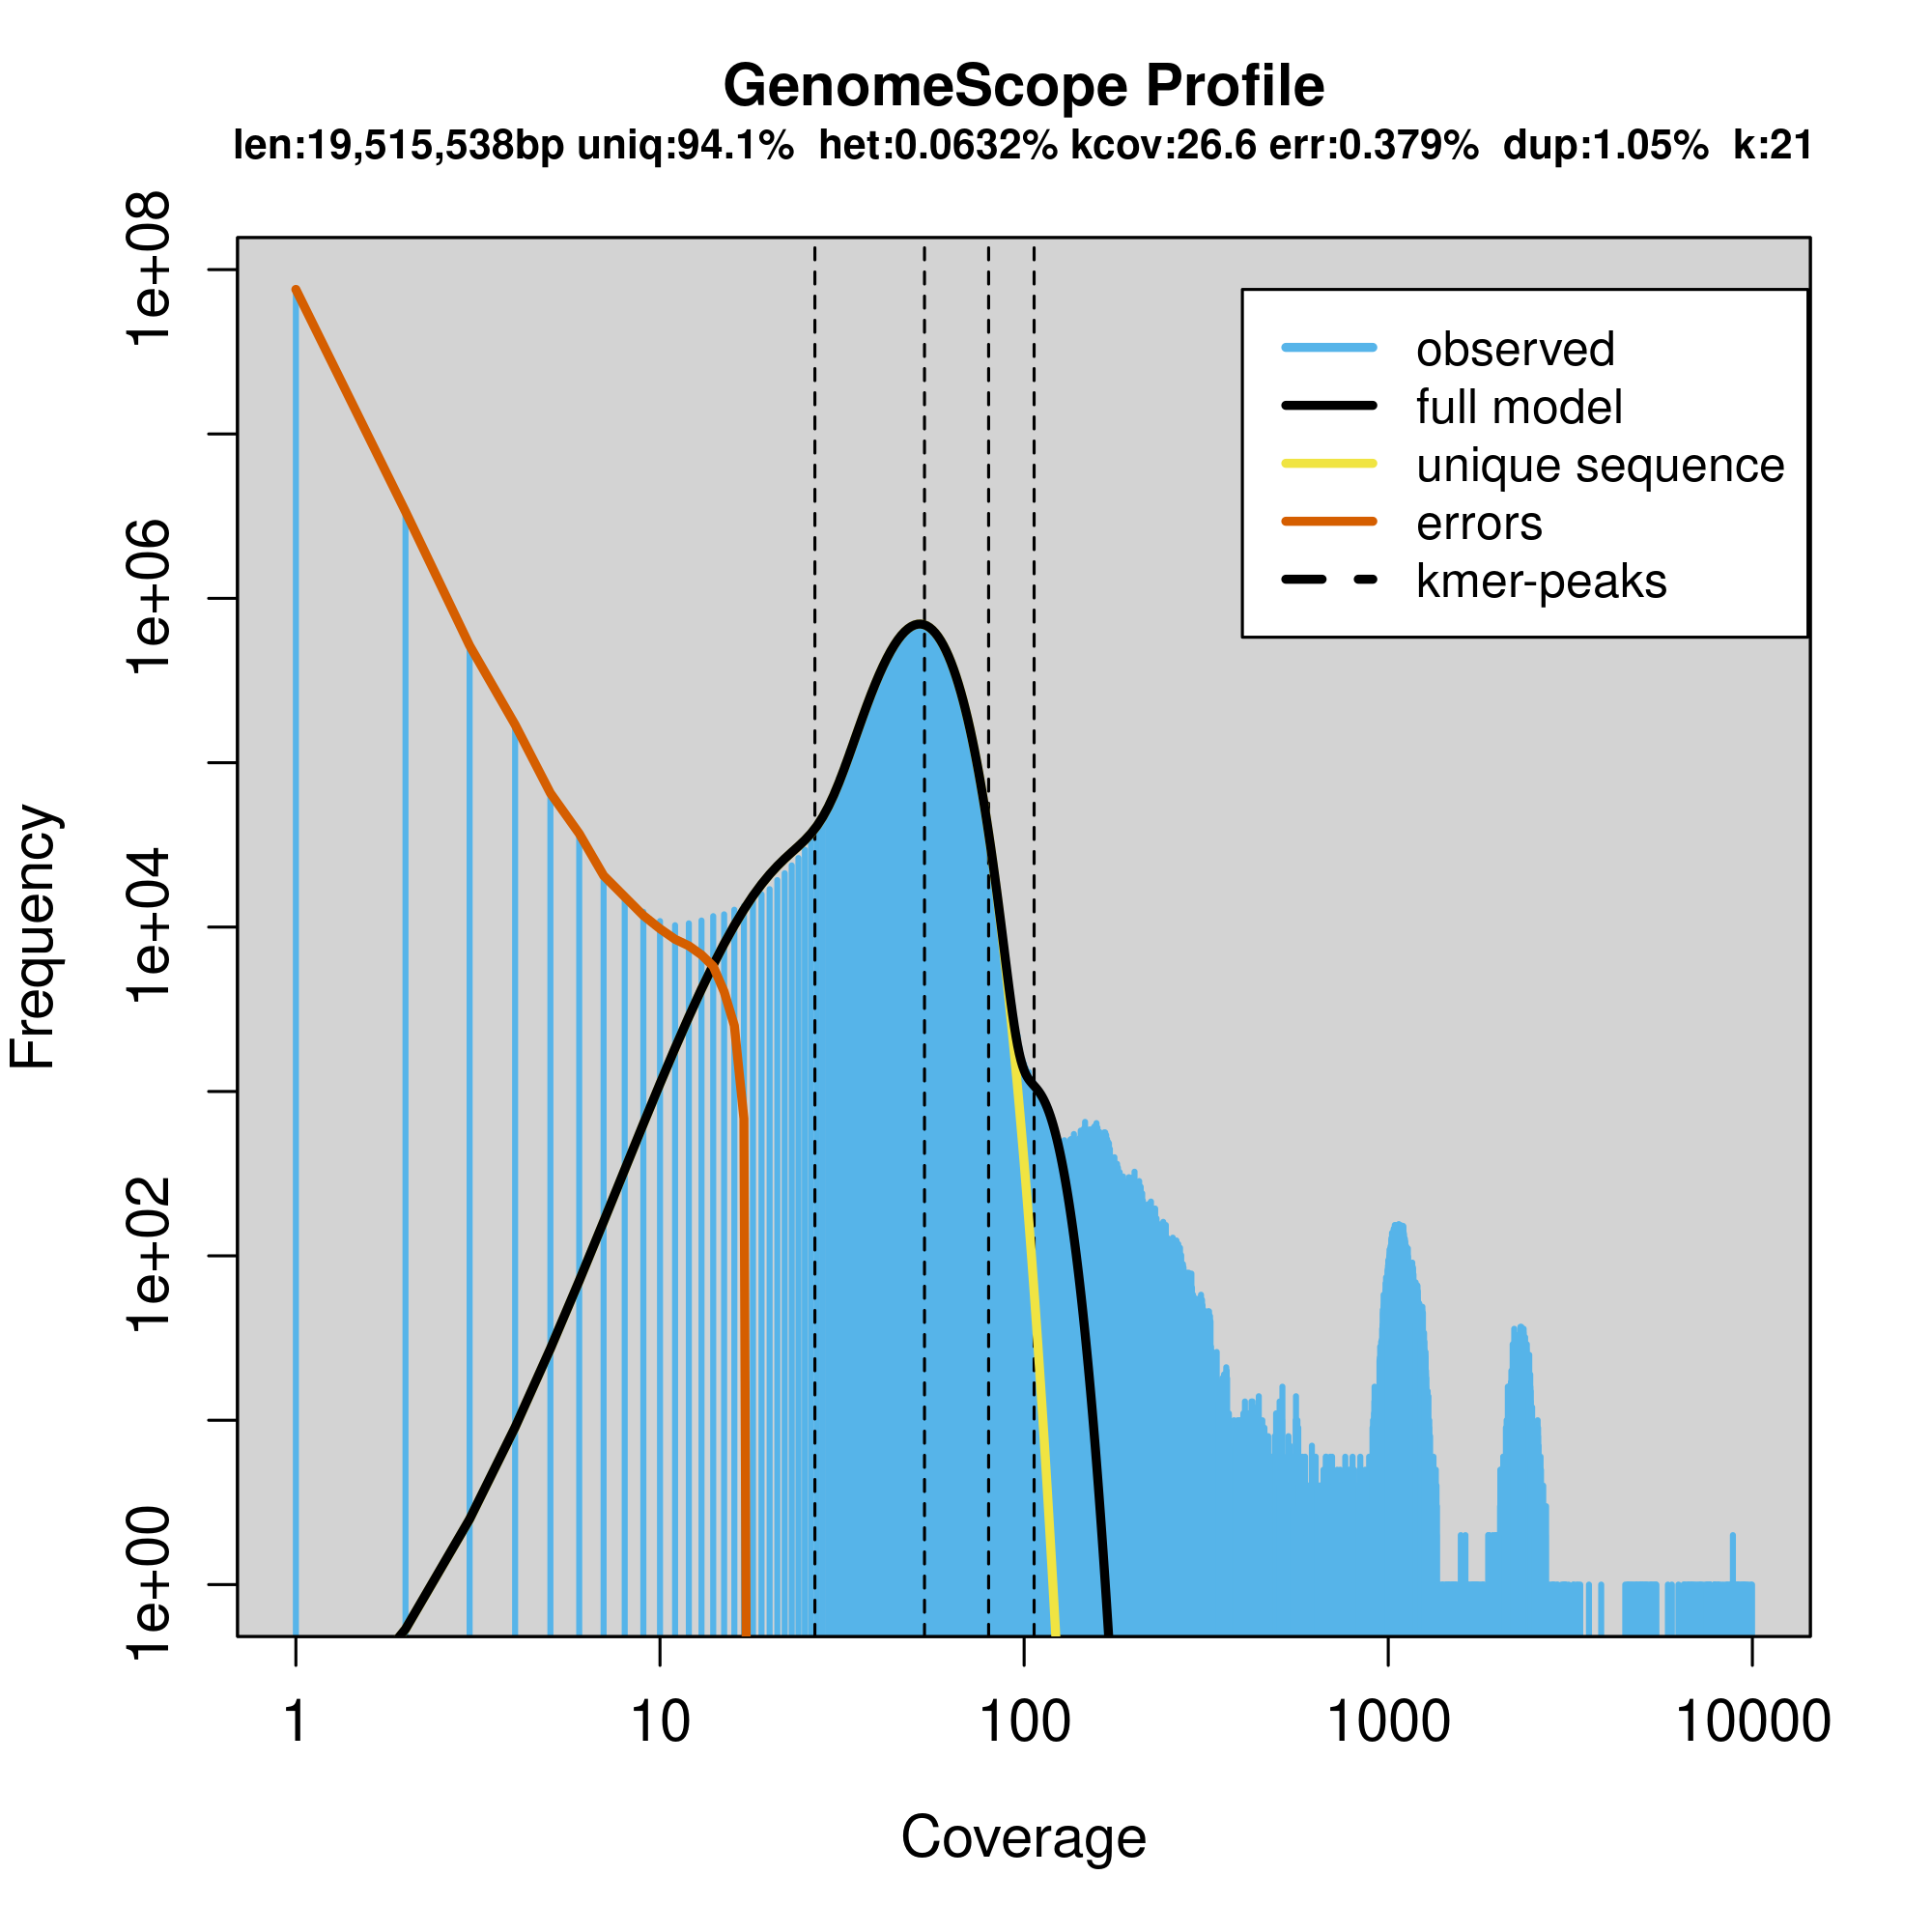 GenomeScope Profile
len:19,515,538bp uniq:94.1% het:0.0632% kcov:26.6 err:0.379% dup:1.05% k:21
1e+08
1e+06
1e+04
1e+02
1e+00
Frequency
observed
full model
unique sequence
errors
kmer-peaks
1 10 100 1000 10000
Coverage